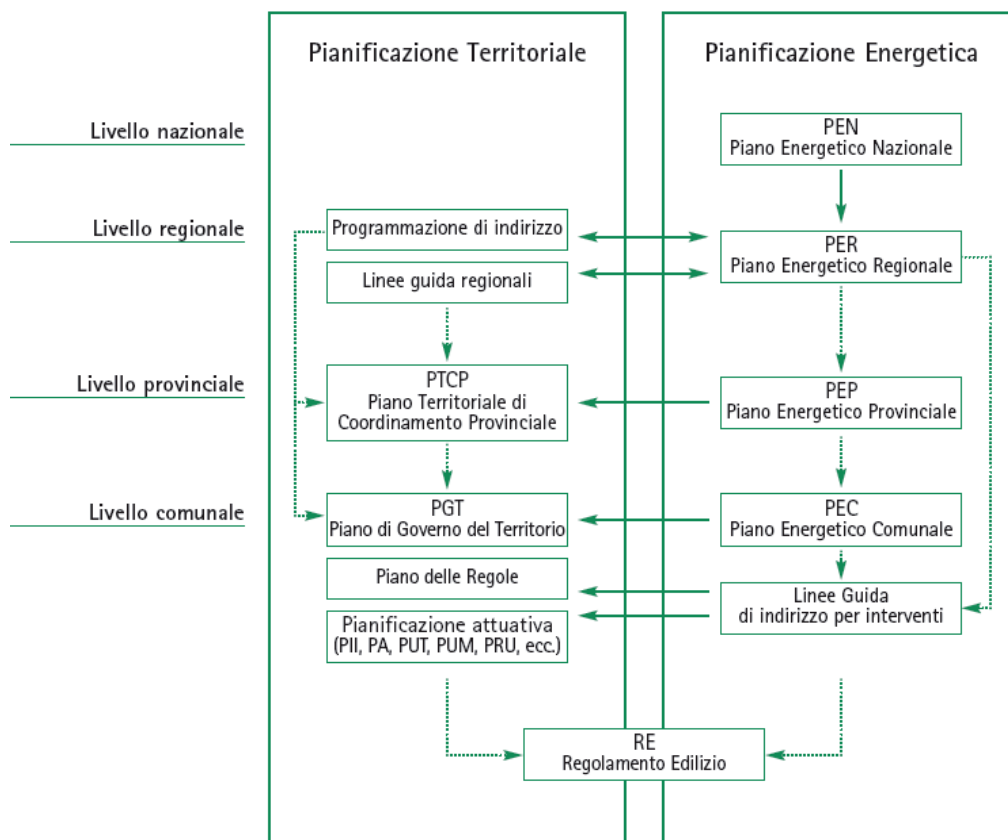 Pianificazione Territoriale
Pianificazione Energetica
Livello nazionale
PEN
Piano Energetico Nazionale
Livello regionale
Programmazione di indirizzo
PER
Piano Energetico Regionale
Linee guida regionali
Livello provinciale
PTCP
Piano Territoriale di
Coordinamento Provinciale
PEP
Piano Energetico Provinciale
Livello comunale
PGT
Piano di Governo del Territorio
PEC
Piano Energetico Comunale
Piano delle Regole
Linee Guida
di indirizzo per interventi
Pianificazione attuativa
(PII, PA, PUT, PUM, PRU, ecc.)
RE
Regolamento Edilizio